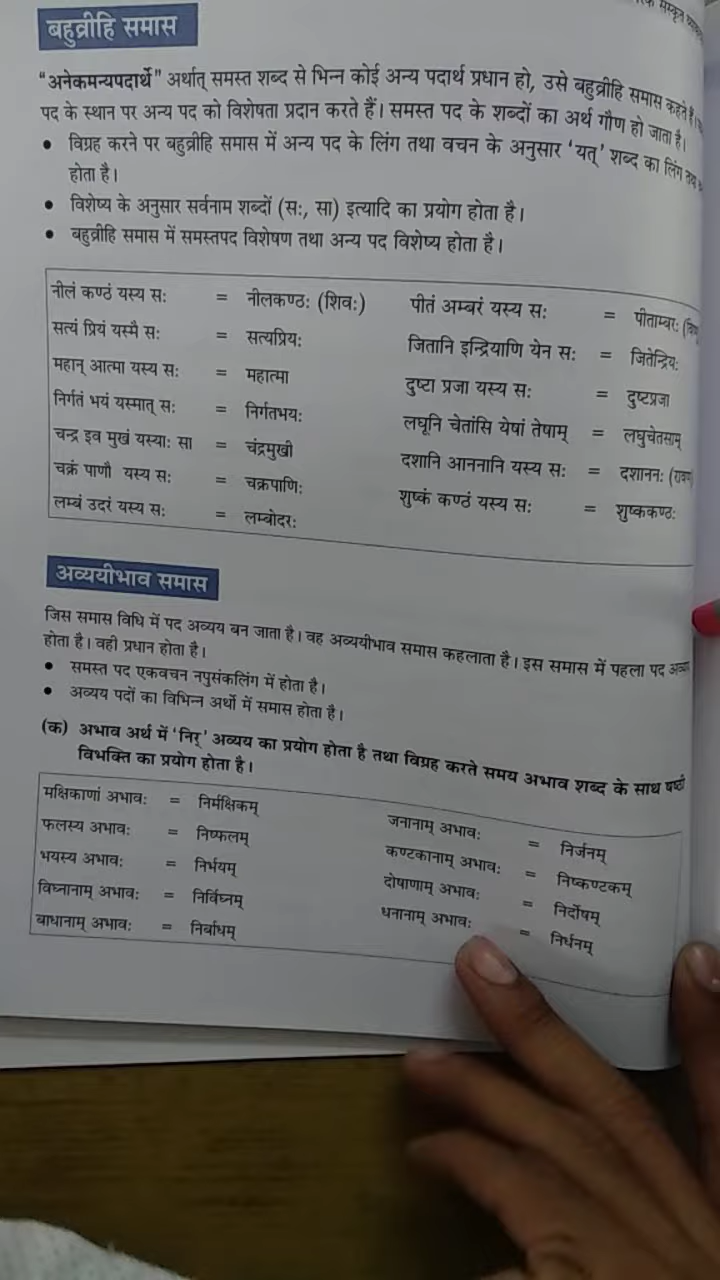 संस्कृत
बहुव्रीहि समास
“अनेकमन्यपदार्थे” अर्थात् समस्त शब्द से भिन्न कोई अन्य पदार्थ प्रधान हो, उसे बहुव्रीहि समास कहते हैं।
पद के स्थान पर अन्य पद को विशेषता प्रदान करते हैं। समस्त पद के शब्दों का अर्थ गौण हो जाता है।
• विग्रह करने पर बहुव्रीहि समास में अन्य पद के लिंग तथा वचन के अनुसार ‘यत्’ शब्द का लिंग तथा
होता है।
• विशेष्य के अनुसार सर्वनाम शब्दों (सः, सा) इत्यादि का प्रयोग होता है।
• बहुव्रीहि समास में समस्तपद विशेषण तथा अन्य पद विशेष्य होता है।
नीलं कण्ठं यस्य सः = नीलकण्ठः (शिवः) पीतं अम्बरं यस्य सः = पीताम्बरः
सत्यं प्रियं यस्मै सः = सत्यप्रियः जितानि इन्द्रियाणि येन सः = जितेन्द्रियः
महान् आत्मा यस्य सः = महात्मा दुष्टा प्रजा यस्य सः = दुष्टप्रजा
निर्गतं भयं यस्मात् सः = निर्गतभयः लघूनि चेतांसि येषां तेषाम् = लघुचेतसाम्
चन्द्र इव मुखं यस्याः सा = चंद्रमुखी दशानि आननानि यस्य सः = दशाननः (रावण
चक्रं पाणौ यस्य सः = चक्रपाणिः शुष्कं कण्ठं यस्य सः = शुष्ककण्ठः
लम्बं उदरं यस्य सः = लम्बोदरः
अव्ययीभाव समास
जिस समास विधि में पद अव्यय बन जाता है। वह अव्ययीभाव समास कहलाता है। इस समास में पहला पद अव्यय
होता है। वही प्रधान होता है।
• समस्त पद एकवचन नपुसंकलिंग में होता है।
• अव्यय पदों का विभिन्न अर्थो में समास होता है।
(क) अभाव अर्थ में ‘निर्’ अव्यय का प्रयोग होता है तथा विग्रह करते समय अभाव शब्द के साथ षष्ठी
विभक्ति का प्रयोग होता है।
मक्षिकाणां अभावः = निर्मक्षिकम् जनानाम् अभावः = निर्जनम्
फलस्य अभावः = निष्फलम् कण्टकानाम् अभावः = निष्कण्टकम्
भयस्य अभावः = निर्भयम् दोषाणाम् अभावः = निर्दोषम्
विघ्नानाम् अभावः = निर्विघ्नम् धनानाम् अभावः = निर्धनम्
बाधानाम् अभावः = निर्बाधम्